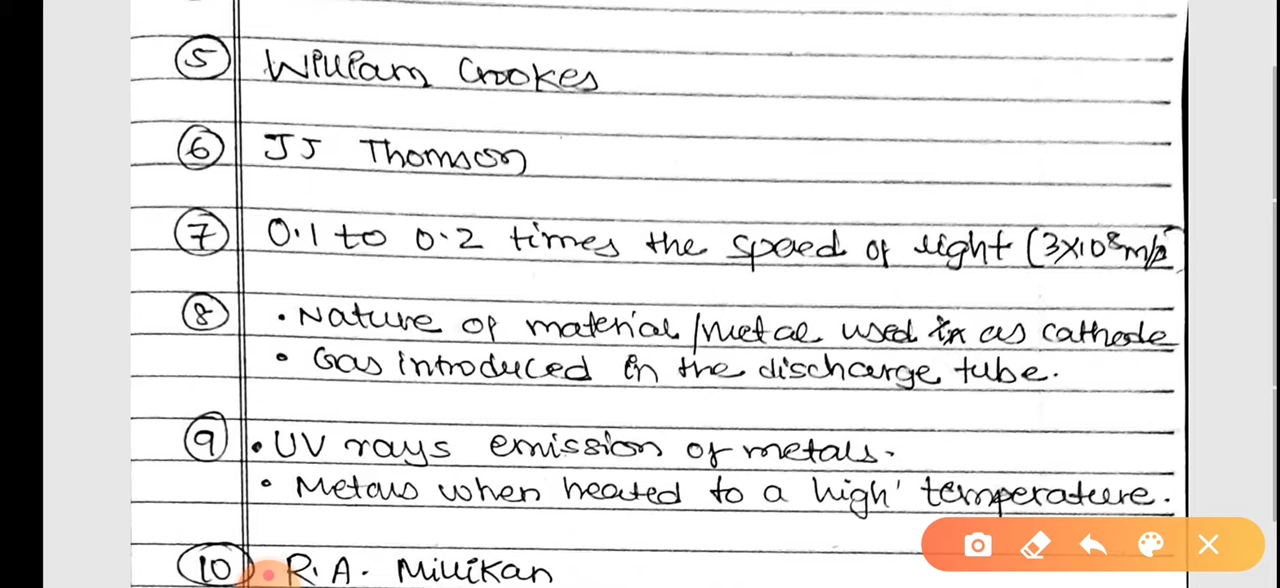 5 William Crookes
6 JJ Thomson
7 0.1 to 0.2 times the speed of light (3×10⁸m/s
8 • Nature of material/metal used in as cathode
• Gas introduced in the discharge tube.
9 • UV rays emission of metals.
• Metals when heated to a high temperature.
10 • R.A. Millikan